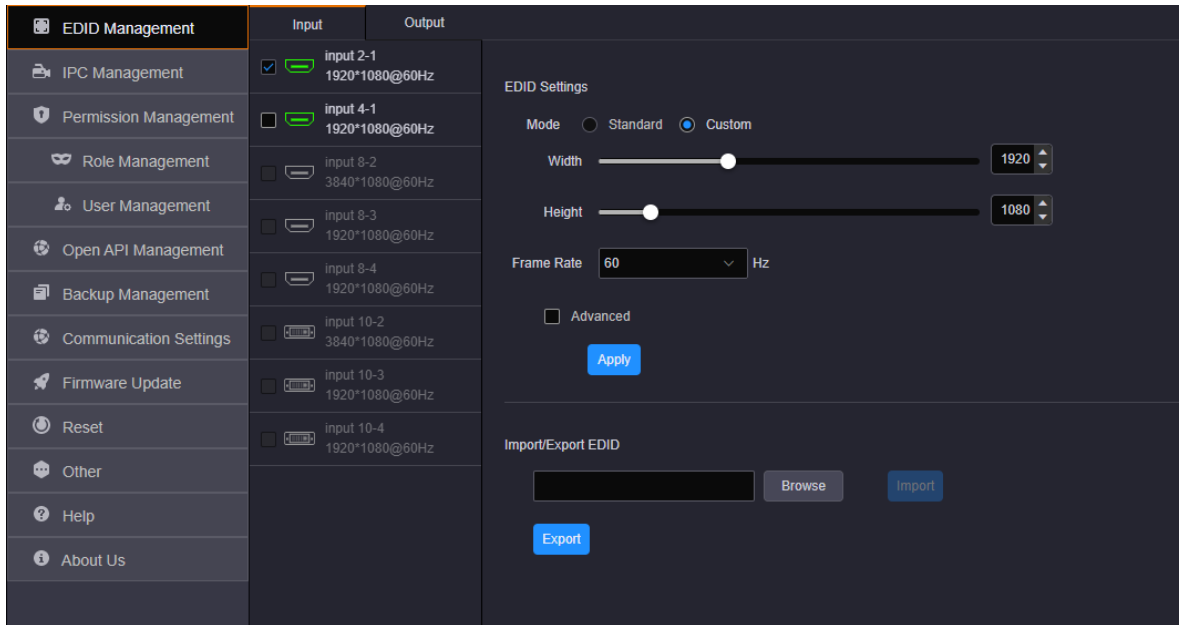 EDID Management
IPC Management
Permission Management
Role Management
User Management
Open API Management
Backup Management
Communication Settings
Firmware Update
Reset
Other
Help
About Us
Input
Output
input 2-1
1920*1080@60Hz
input 4-1
1920*1080@60Hz
input 8-2
3840*1080@60Hz
input 8-3
1920*1080@60Hz
input 8-4
1920*1080@60Hz
input 10-2
3840*1080@60Hz
input 10-3
1920*1080@60Hz
input 10-4
1920*1080@60Hz
EDID Settings
Mode Standard Custom
Width 1920
Height 1080
Frame Rate 60 Hz
Advanced
Apply
Import/Export EDID
Browse Import
Export